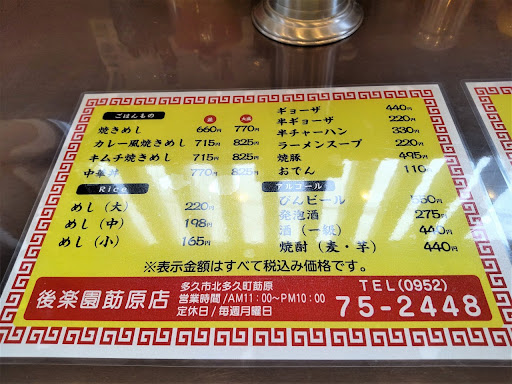 ごはんもの
並 大盛
焼きめし 660円 770円
カレー風焼きめし 715円 825円
キムチ焼きめし 715円 825円
中華丼 770円 825円
Rice
めし（大） 220円
めし（中） 198円
めし（小） 165円
ギョーザ 440円
半ギョーザ 220円
半チャーハン 330円
ラーメンスープ 220円
焼豚 495円
おでん 110
アルコール
びんビール 550円
発泡酒 275円
酒（一級） 440円
焼酎（麦・芋） 440円
※表示金額はすべて税込み価格です。
後楽園莇原店
多久市北多久町莇原
営業時間/AM11：00〜PM10：00
定休日/毎週月曜日
TEL(0952)
75-2448